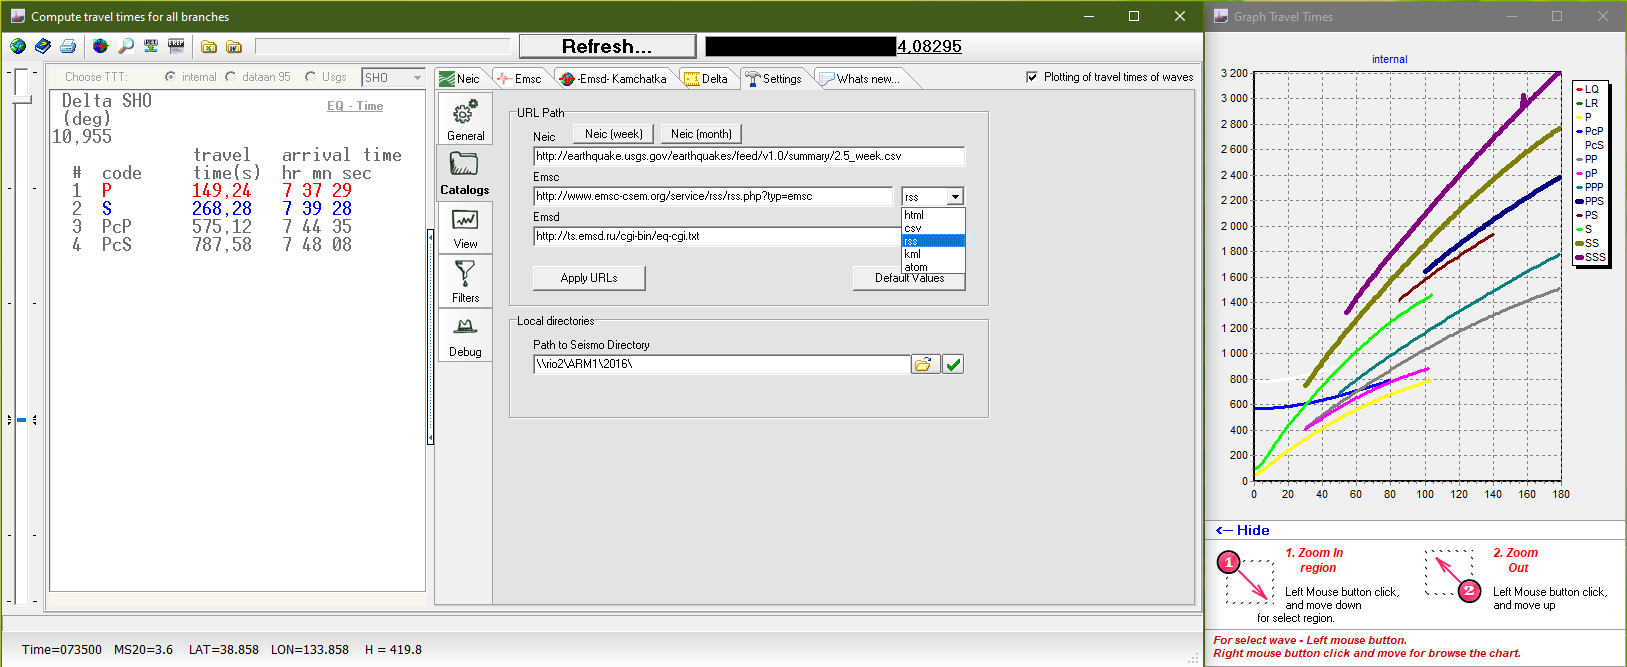 Compute travel times for all branches
Refresh...
4,08295
Choose TTT:
internal
dataan 95
Usgs
SHO
Delta SHO
EQ - Time
(deg)
10,955
travel arrival time
# code time(s) hr mn sec
1 P 149,24 7 37 29
2 S 268,28 7 39 28
3 PcP 575,12 7 44 35
4 PcS 787,58 7 48 08
Neic
Emsc
Emsd- Kamchatka
Delta
Settings
Whats new...
Plotting of travel times of waves
General
Catalogs
View
Filters
Debug
URL Path
Neic
Neic (week)
Neic (month)
http://earthquake.usgs.gov/earthquakes/feed/v1.0/summary/2.5_week.csv
Emsc
http://www.emsc-csem.org/service/rss/rss.php?typ=emsc
rss
html
csv
rss
kml
atom
Emsd
http://ts.emsd.ru/cgi-bin/eq-cgi.txt
Apply URLs
Default Values
Local directories
Path to Seismo Directory
\\rio2\ARM1\2016\
Time=073500 MS20=3.6 LAT=38.858 LON=133.858 H = 419.8
Graph Travel Times
internal
3 200
3 000
2 800
2 600
2 400
2 200
2 000
1 800
1 600
1 400
1 200
1 000
800
600
400
200
0
0 20 40 60 80 100 120 140 160 180
LQ
LR
P
PcP
PcS
PP
pP
PPP
PPS
PS
S
SS
SSS
<-- Hide
1
1. Zoom In
region
Left Mouse button click,
and move down
for select region.
2
2. Zoom
Out
Left Mouse button click,
and move up
For select wave - Left mouse button.
Right mouse button click and move for browse the chart.